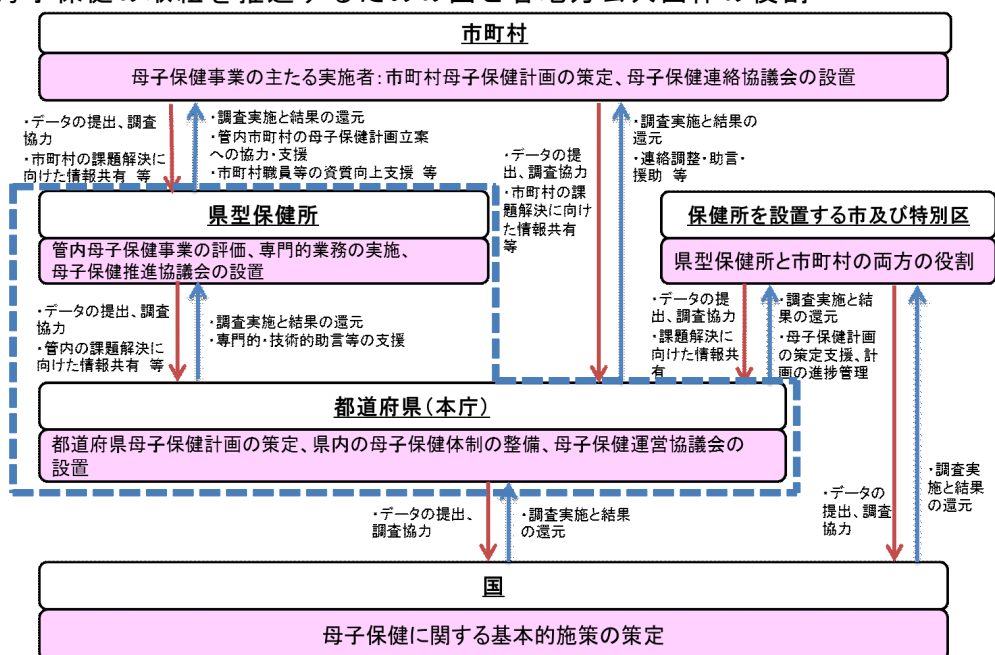 母子保健の取組を推進するための国と各地方公共団体の役割
市町村
母子保健事業の主たる実施者：市町村母子保健計画の策定、母子保健連絡協議会の設置
・データの提出、調査
協力
・市町村の課題解決に
向けた情報共有 等
・調査実施と結果の還元
・管内市町村の母子保健計画立案
への協力・支援
・市町村職員等の資質向上支援 等
・データの提
出、調査協力
・市町村の課
題解決に向け
た情報共有
等
・調査実施と結果の
還元
・連絡調整・助言・
援助 等
県型保健所
管内母子保健事業の評価、専門的業務の実施、
母子保健推進協議会の設置
保健所を設置する市及び特別区
県型保健所と市町村の両方の役割
・データの提出、調査
協力
・管内の課題解決に
向けた情報共有 等
・調査実施と結果の還元
・専門的・技術的助言等の支援
・データの提
出、調査協力
・課題解決に
向けた情報共
有
・調査実施と結
果の還元
・母子保健計画
の策定支援、計
画の進捗管理
都道府県（本庁）
都道府県母子保健計画の策定、県内の母子保健体制の整備、母子保健運営協議会の
設置
・データの提出、
調査協力
・調査実施と結果
の還元
・データの
提出、調査
協力
・調査実
施と結果
の還元
国
母子保健に関する基本的施策の策定